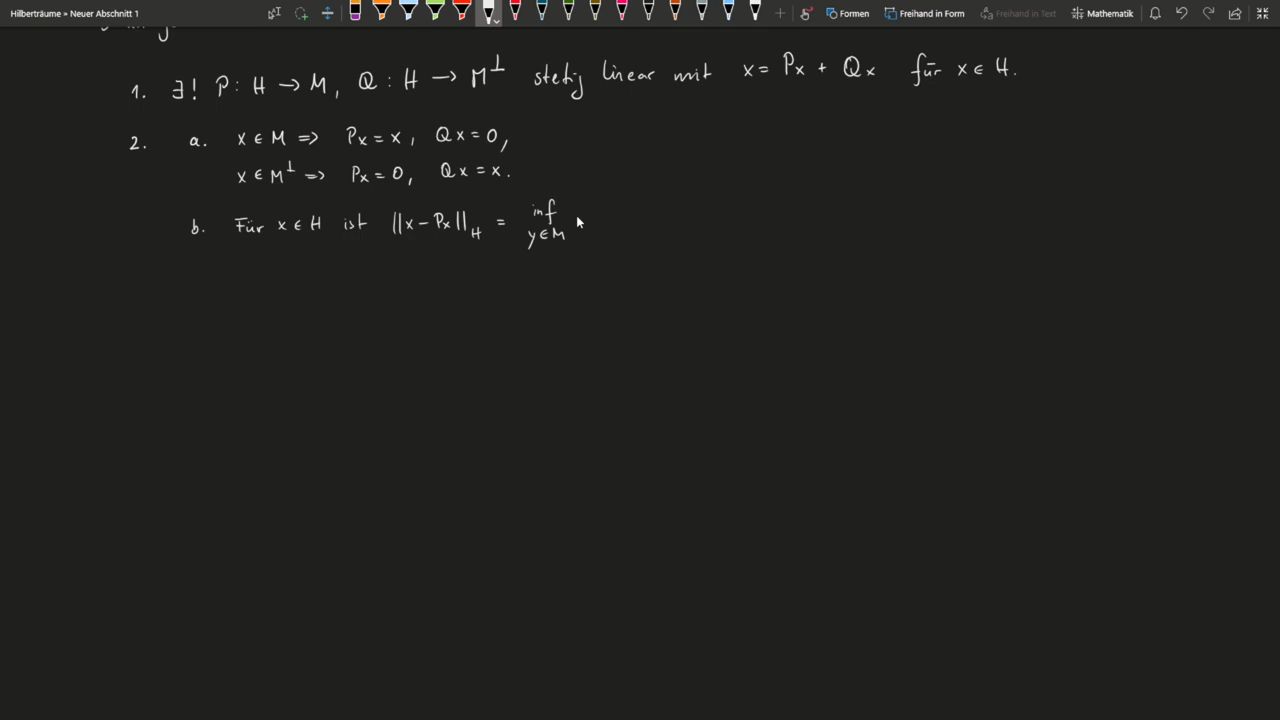 Hilberträume » Neuer Abschnitt 1
Formen
Freihand in Form
Freihand in Text
Mathematik
1. ∃! P : H → M, Q : H → M⊥ stetig linear mit x = Px + Qx für x ∈ H.
2. a. x ∈ M ⇒ Px = x, Qx = 0,
x ∈ M⊥ ⇒ Px = 0, Qx = x.
b. Für x ∈ H ist ||x − Px||_H = inf
y ∈ M